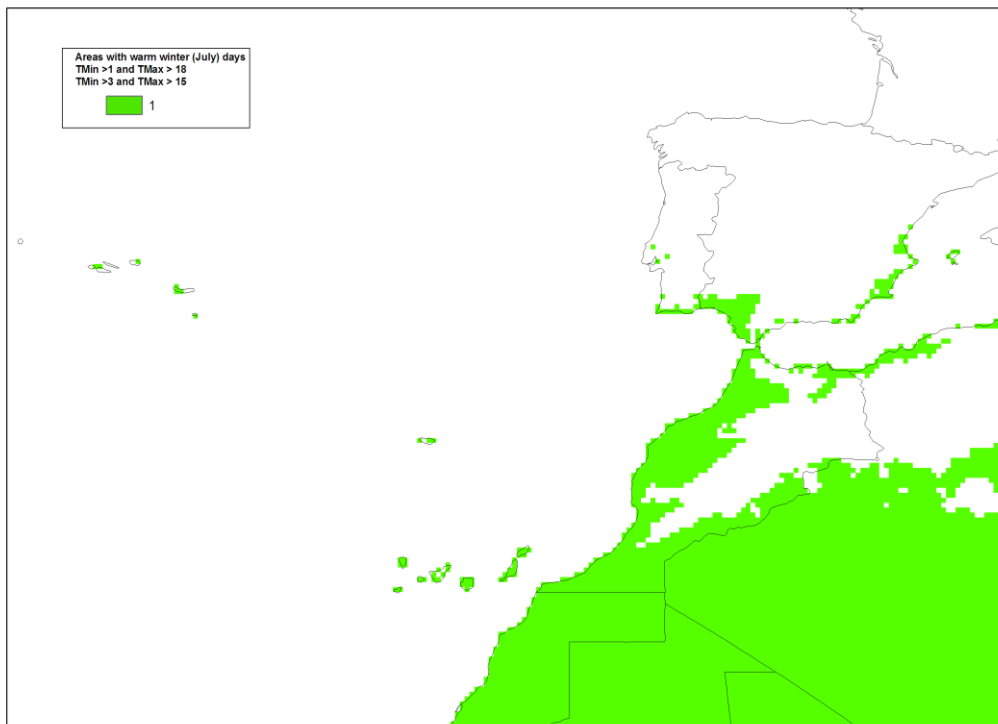 Areas with warm winter (July) days
TMin >1 and TMax > 18
TMin >3 and TMax > 15
1